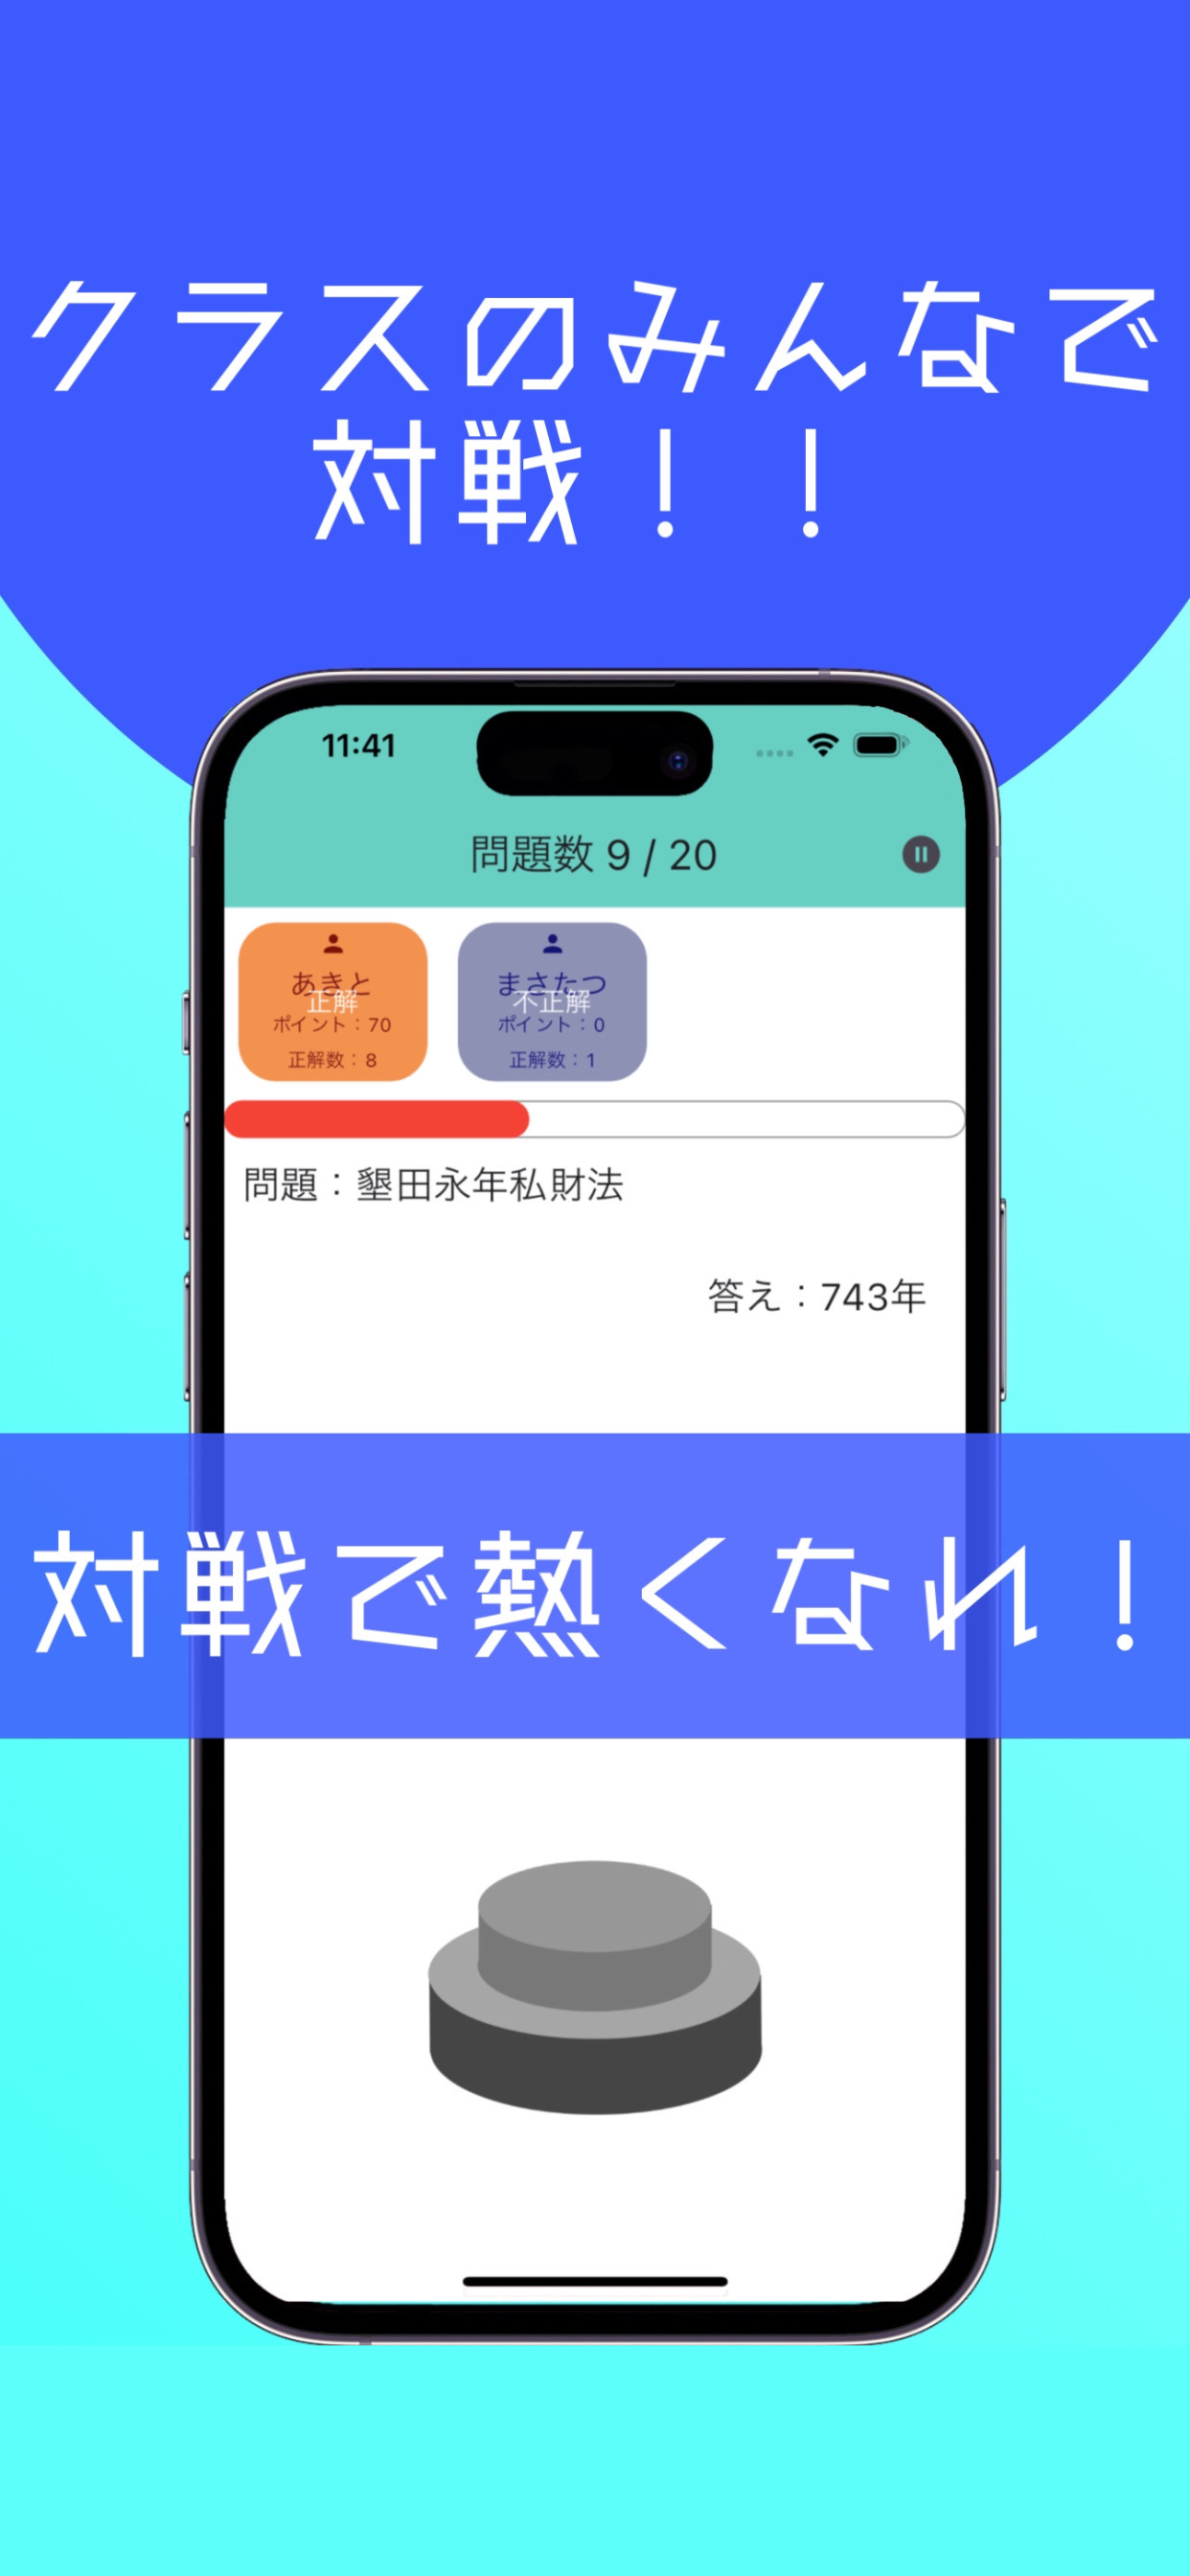 クラスのみんなで
対戦！！
11:41
問題数 9 / 20
あきと
正解
ポイント：70
正解数：8
まさたつ
不正解
ポイント：0
正解数：1
問題：墾田永年私財法
答え：743年
対戦で熱くなれ！